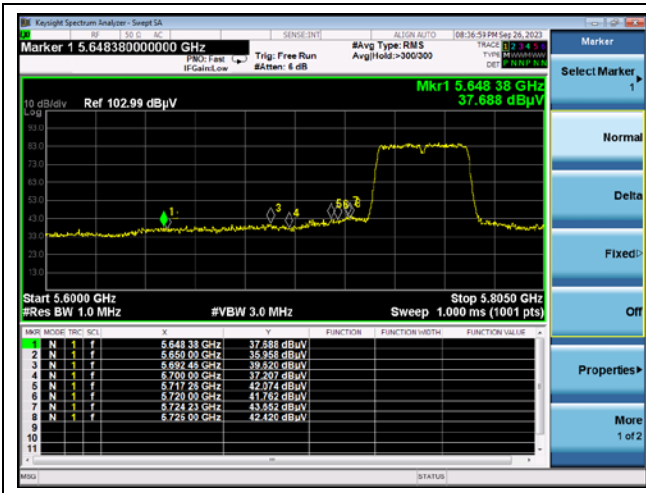 Keysight Spectrum Analyzer - Swept SA
RF 50 Ω AC SENSE:INT ALIGN AUTO 08:36:59 PM Sep 26, 2023
Marker 1 5.648380000000 GHz
PNO: Fast Trig: Free Run
IFGain:Low #Atten: 6 dB
#Avg Type: RMS
Avg|Hold:>300/300
TRACE 1 2 3 4 5 6
TYPE
DET P N N P N N
Mkr1 5.648 38 GHz
37.688 dBµV
10 dB/div Ref 102.99 dBµV
Log
93.0
83.0
73.0
63.0
53.0
43.0
33.0
23.0
13.0
1 3 4 5 6 7 8
Start 5.6000 GHz Stop 5.8050 GHz
#Res BW 1.0 MHz #VBW 3.0 MHz Sweep 1.000 ms (1001 pts)
MKR MODE TRC SCL X Y FUNCTION FUNCTION WIDTH FUNCTION VALUE
1 N 1 f 5.648 38 GHz 37.688 dBµV
2 N 1 f 5.650 00 GHz 35.958 dBµV
3 N 1 f 5.692 46 GHz 39.620 dBµV
4 N 1 f 5.700 00 GHz 37.207 dBµV
5 N 1 f 5.717 26 GHz 42.074 dBµV
6 N 1 f 5.720 00 GHz 41.762 dBµV
7 N 1 f 5.724 23 GHz 43.652 dBµV
8 N 1 f 5.725 00 GHz 42.420 dBµV
9
10
11
MSG STATUS
Marker
Select Marker
1
Normal
Delta
Fixed
Off
Properties
More
1 of 2